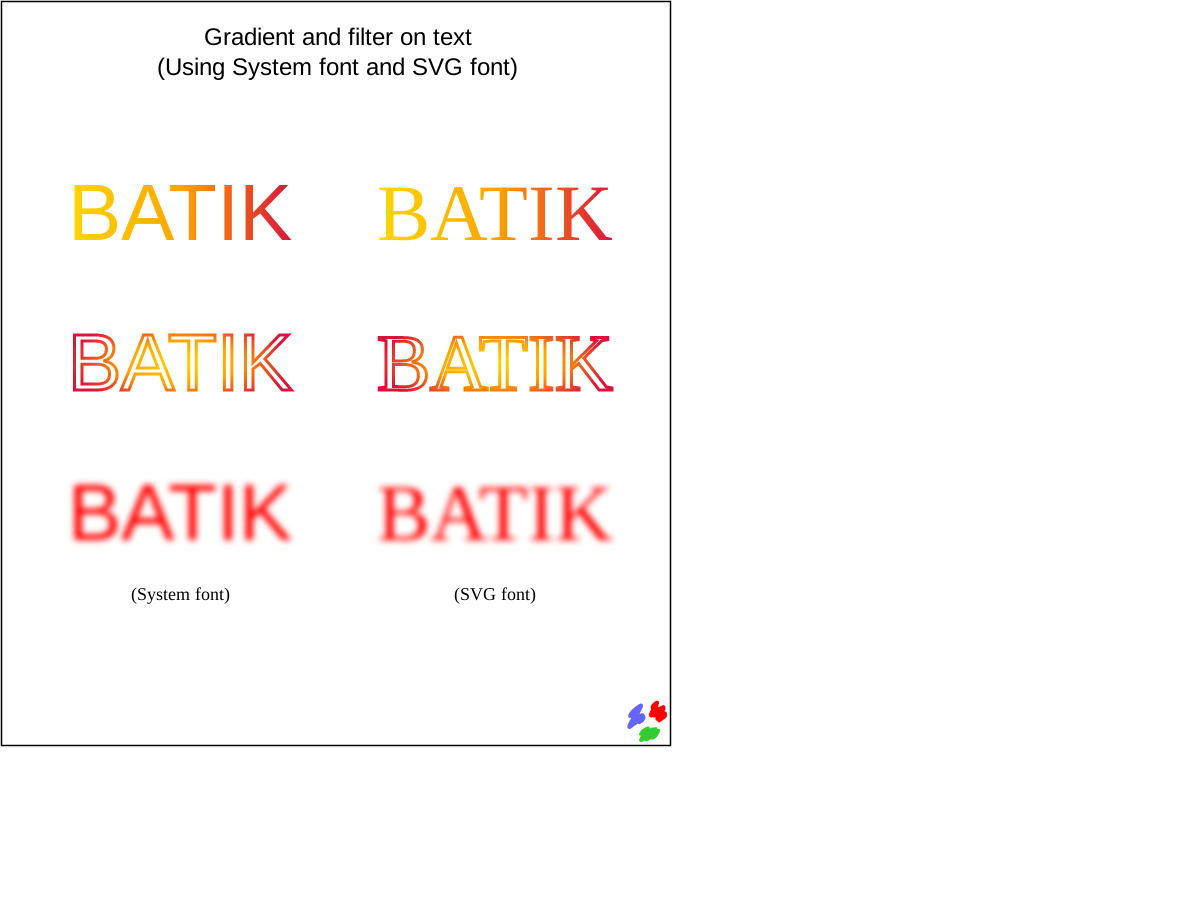 Gradient and filter on text
(Using System font and SVG font)
BATIK BATIK
BATIK BATIK
BATIK BATIK
(System font) (SVG font)